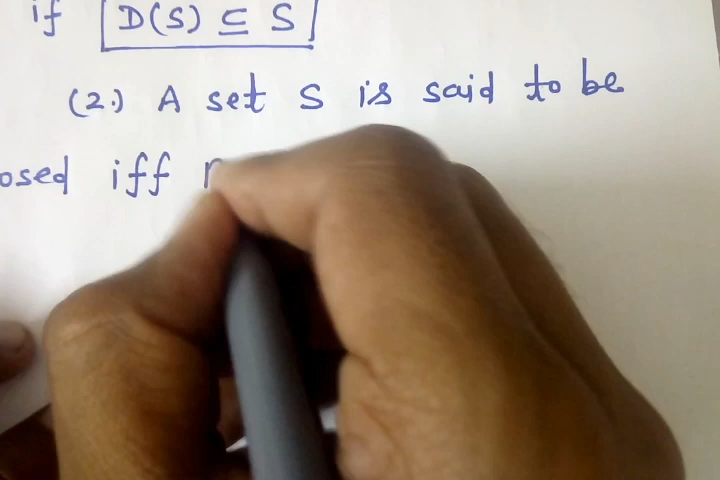 if D(S) ⊆ S
(2.) A set S is said to be
osed iff